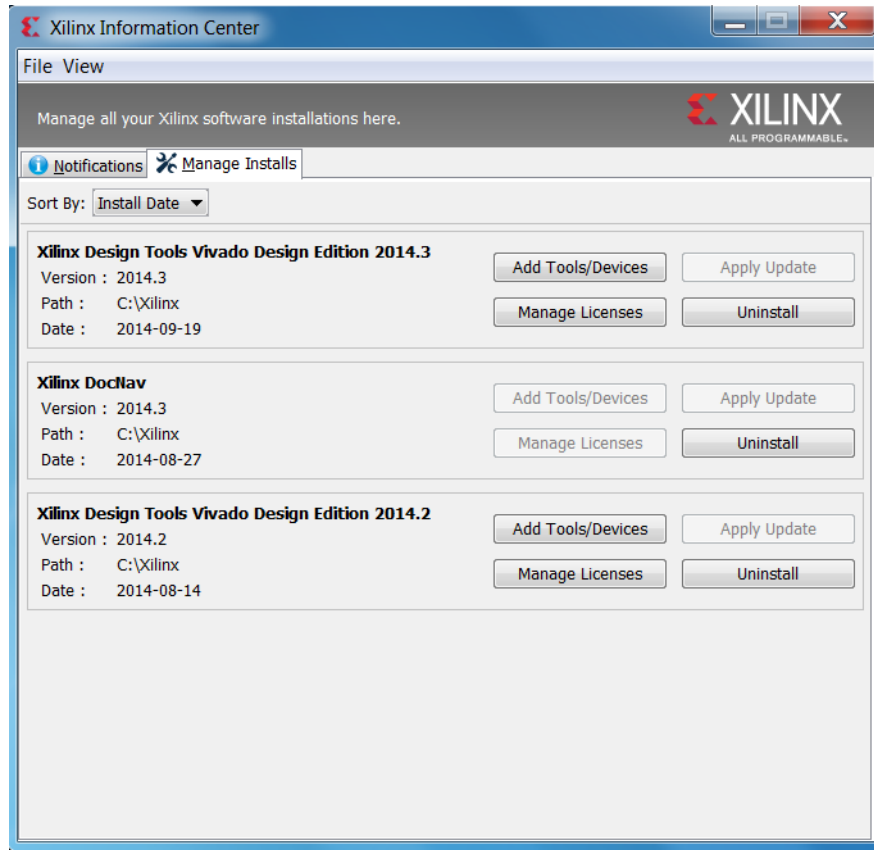 Xilinx Information Center
File View
Manage all your Xilinx software installations here.
XILINX
ALL PROGRAMMABLE.
Notifications Manage Installs
Sort By: Install Date
Xilinx Design Tools Vivado Design Edition 2014.3
Version : 2014.3
Path : C:\Xilinx
Date : 2014-09-19
Add Tools/Devices Apply Update
Manage Licenses Uninstall
Xilinx DocNav
Version : 2014.3
Path : C:\Xilinx
Date : 2014-08-27
Add Tools/Devices Apply Update
Manage Licenses Uninstall
Xilinx Design Tools Vivado Design Edition 2014.2
Version : 2014.2
Path : C:\Xilinx
Date : 2014-08-14
Add Tools/Devices Apply Update
Manage Licenses Uninstall